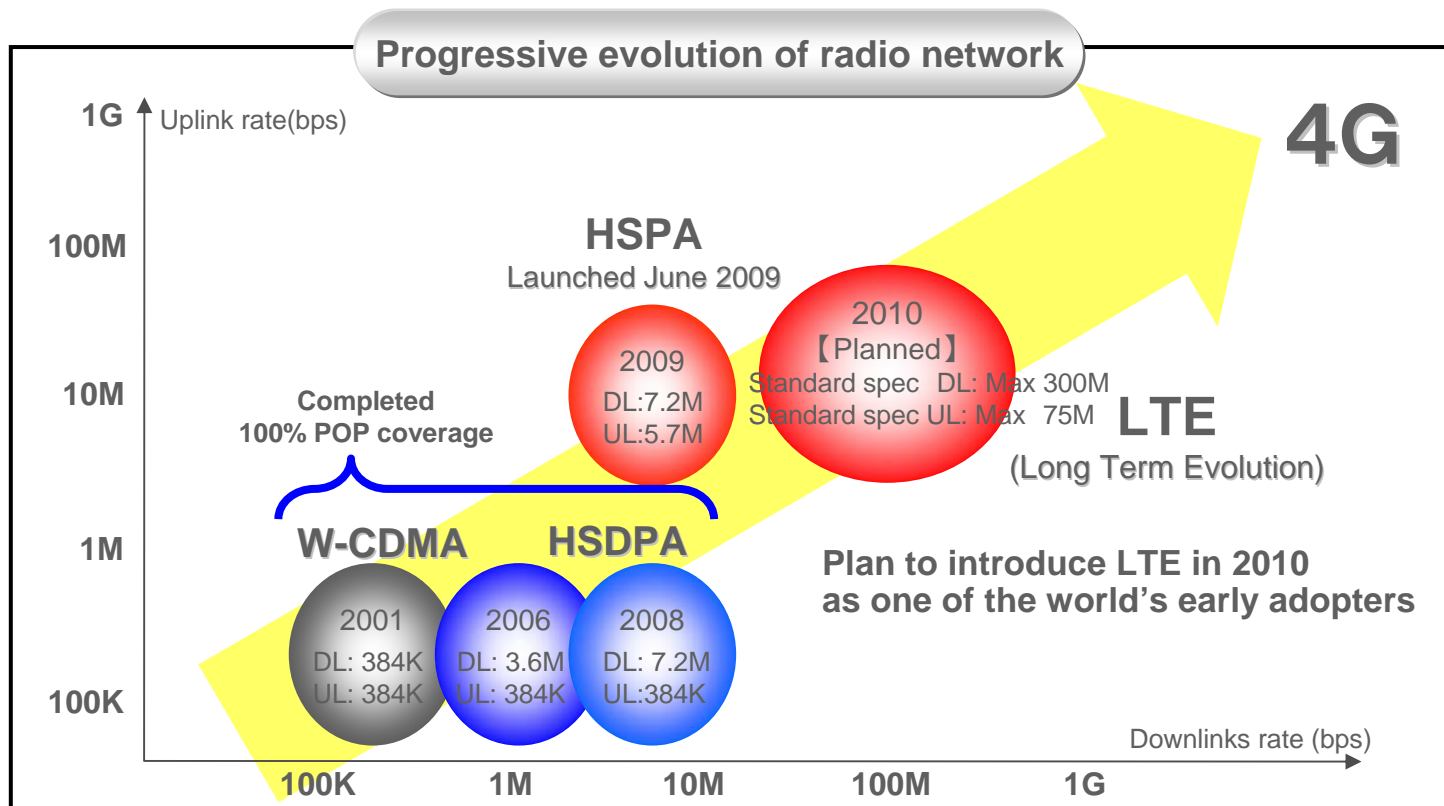 Progressive evolution of radio network
1G
Uplink rate(bps)
4G
100M
HSPA
Launched June 2009
2010
【Planned】
Standard spec DL: Max 300M
Standard spec UL: Max 75M
2009
DL:7.2M
UL:5.7M
10M
Completed
100% POP coverage
LTE
(Long Term Evolution)
1M
W-CDMA
HSDPA
Plan to introduce LTE in 2010
as one of the world's early adopters
2001
DL: 384K
UL: 384K
2006
DL: 3.6M
UL: 384K
2008
DL: 7.2M
UL:384K
100K
Downlinks rate (bps)
100K 1M 10M 100M 1G